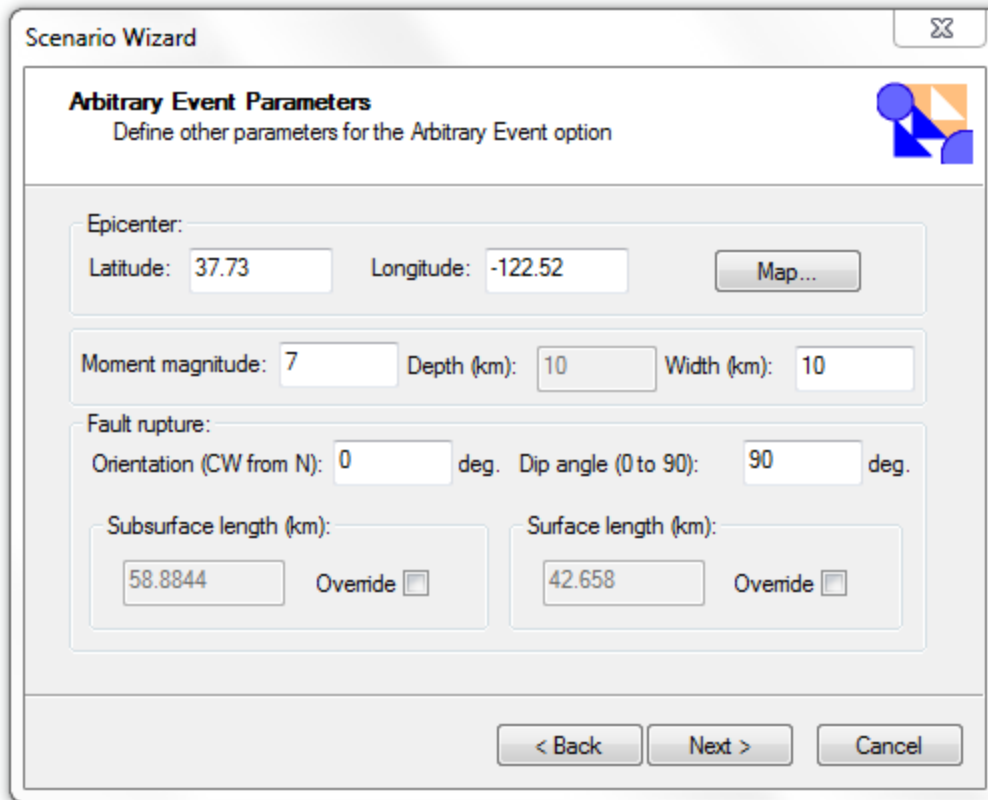 Scenario Wizard
Arbitrary Event Parameters
Define other parameters for the Arbitrary Event option
Epicenter:
Latitude: 37.73 Longitude: -122.52 Map...
Moment magnitude: 7 Depth (km): 10 Width (km): 10
Fault rupture:
Orientation (CW from N): 0 deg. Dip angle (0 to 90): 90 deg.
Subsurface length (km): Surface length (km):
58.8844 Override 42.658 Override
< Back Next > Cancel